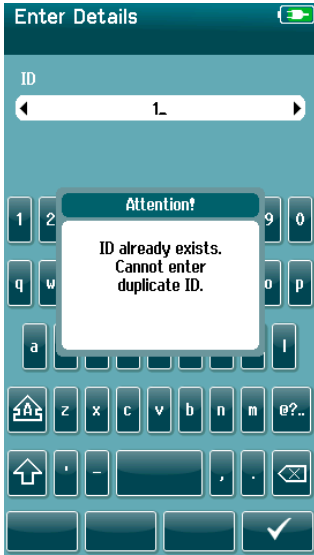 Enter Details
ID
1_
Attention!
ID already exists.
Cannot enter
duplicate ID.
1 2 9 0
q w o p
a l
z x c v b n m @?..
' - , .